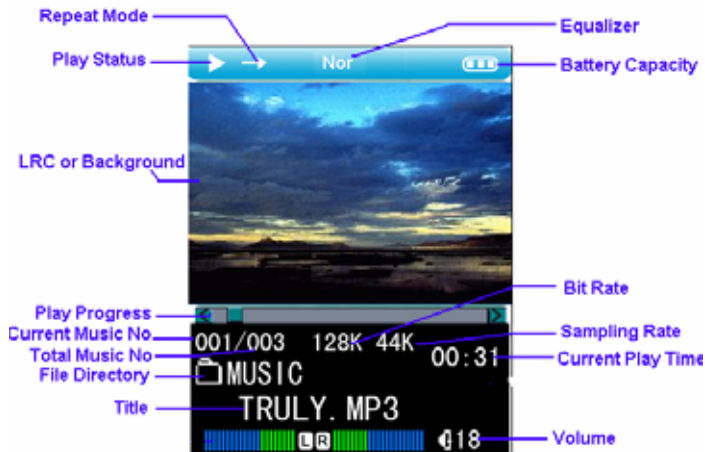 Repeat Mode
Equalizer
Play Status
Nor
Battery Capacity
LRC or Background
Bit Rate
Play Progress
Current Music No
001/003 128K 44K
Sampling Rate
Total Music No
00:31
Current Play Time
File Directory
MUSIC
Title
TRULY.MP3
L R
18
Volume